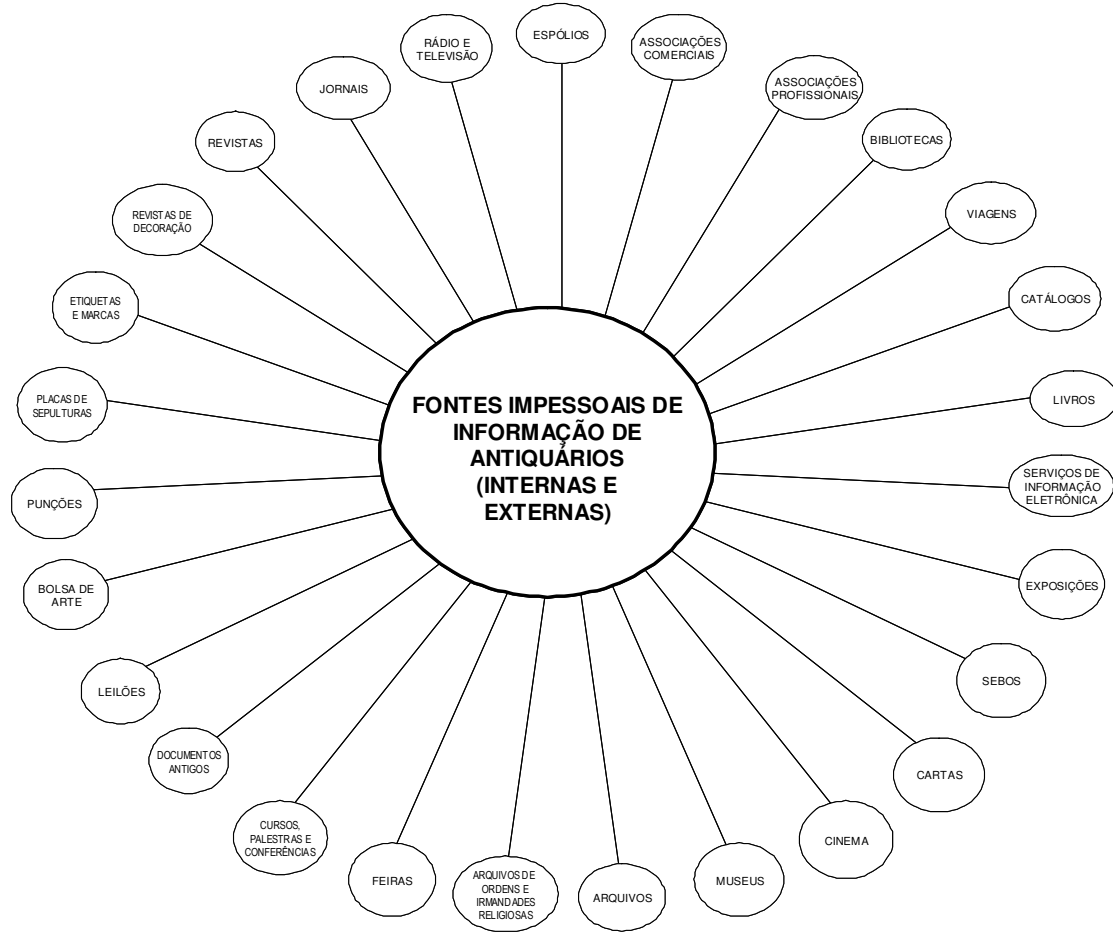 ESPÓLIOS
ASSOCIAÇÕES
COMERCIAIS
ASSOCIAÇÕES
PROFISSIONAIS
BIBLIOTECAS
VIAGENS
CATÁLOGOS
LIVROS
SERVIÇOS DE
INFORMAÇÃO
ELETRÔNICA
EXPOSIÇÕES
SEBOS
CARTAS
CINEMA
MUSEUS
ARQUIVOS
ARQUIVOS DE
ORDENS E
IRMANDADES
RELIGIOSAS
FEIRAS
CURSOS,
PALESTRAS E
CONFERÊNCIAS
DOCUMENTOS
ANTIGOS
LEILÕES
BOLSA DE
ARTE
PUNÇÕES
PLACAS DE
SEPULTURAS
ETIQUETAS
E MARCAS
REVISTAS DE
DECORAÇÃO
REVISTAS
JORNAIS
RÁDIO E
TELEVISÃO
FONTES IMPESSOAIS DE
INFORMAÇÃO DE
ANTIQUÁRIOS
(INTERNAS E
EXTERNAS)